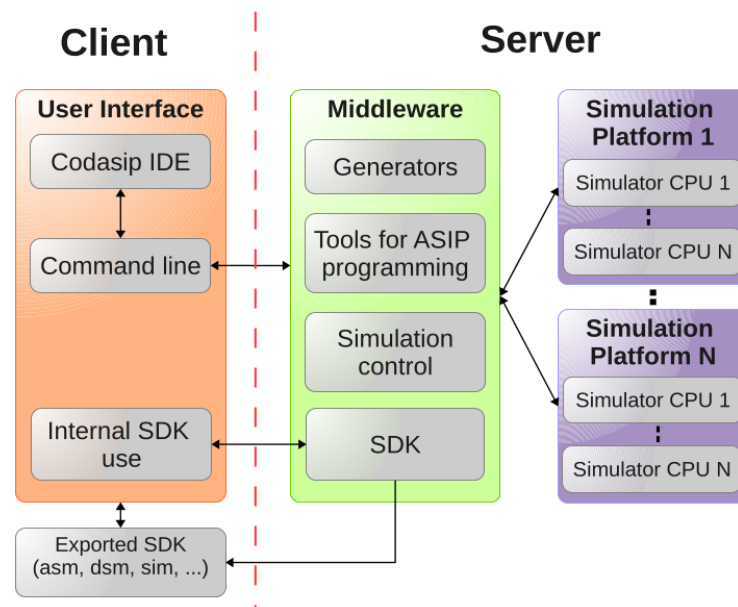 Client
Server
User Interface
Codasip IDE
Command line
Internal SDK
use
Exported SDK
(asm, dsm, sim, ...)
Middleware
Generators
Tools for ASIP
programming
Simulation
control
SDK
Simulation
Platform 1
Simulator CPU 1
Simulator CPU N
Simulation
Platform N
Simulator CPU 1
Simulator CPU N